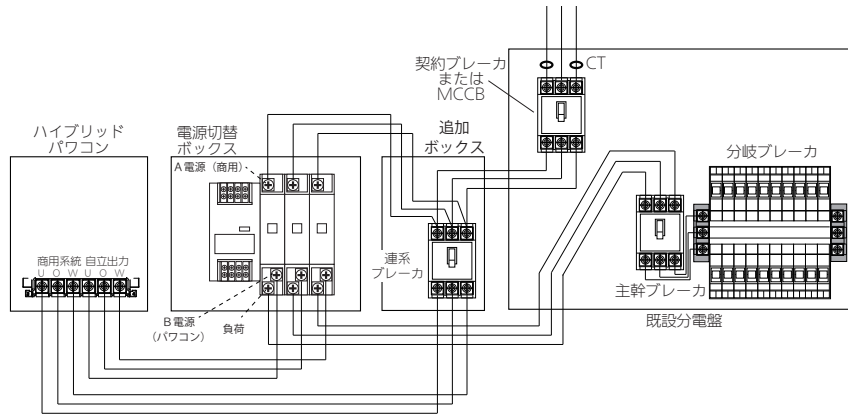 契約ブレーカ
または
MCCB
CT
ハイブリッド
パワコン
電源切替
ボックス
追加
ボックス
分岐ブレーカ
A電源（商用）
連系
ブレーカ
商用系統 自立出力
U O W U O W
主幹ブレーカ
B電源
（パワコン）
負荷
既設分電盤